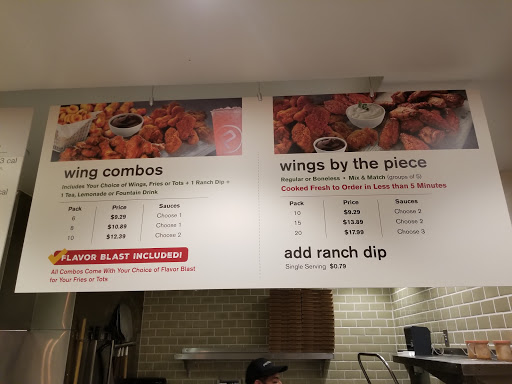 3 cal
cal
wing combos
Includes Your Choice of Wings, Fries or Tots + 1 Ranch Dip +
1 Tea, Lemonade or Fountain Drink
Pack Price Sauces
6 $9.29 Choose 1
8 $10.89 Choose 1
10 $12.39 Choose 2
FLAVOR BLAST INCLUDED!
All Combos Come With Your Choice of Flavor Blast
for Your Fries or Tots
wings by the piece
Regular or Boneless • Mix & Match (groups of 5)
Cooked Fresh to Order in Less than 5 Minutes
Pack Price Sauces
10 $9.29 Choose 2
15 $13.89 Choose 2
20 $17.99 Choose 3
add ranch dip
Single Serving $0.79